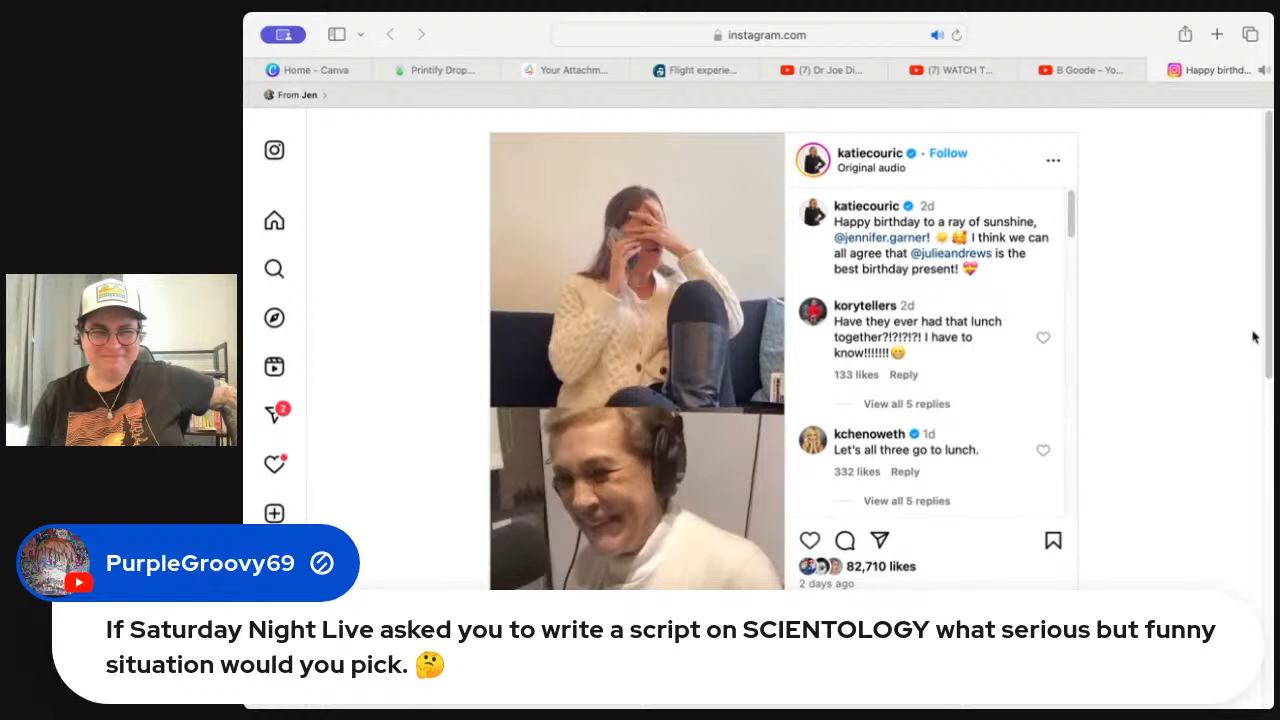 instagram.com
Home – Canva
Printify Drop...
Your Attachm...
Flight experie...
(7) Dr Joe Di...
(7) WATCH T...
B Goode – Yo...
Happy birthd...
From Jen
katiecouric • Follow
Original audio
katiecouric 2d
Happy birthday to a ray of sunshine,
@jennifer.garner! ☀️ 🥰 I think we can
all agree that @julieandrews is the
best birthday present! 💝
korytellers 2d
Have they ever had that lunch
together?!?!?!?! I have to
know!!!!!!!😁
133 likes Reply
View all 5 replies
kchenoweth 1d
Let's all three go to lunch.
332 likes Reply
View all 5 replies
2
82,710 likes
2 days ago
PurpleGroovy69
If Saturday Night Live asked you to write a script on SCIENTOLOGY what serious but funny
situation would you pick. 🤔